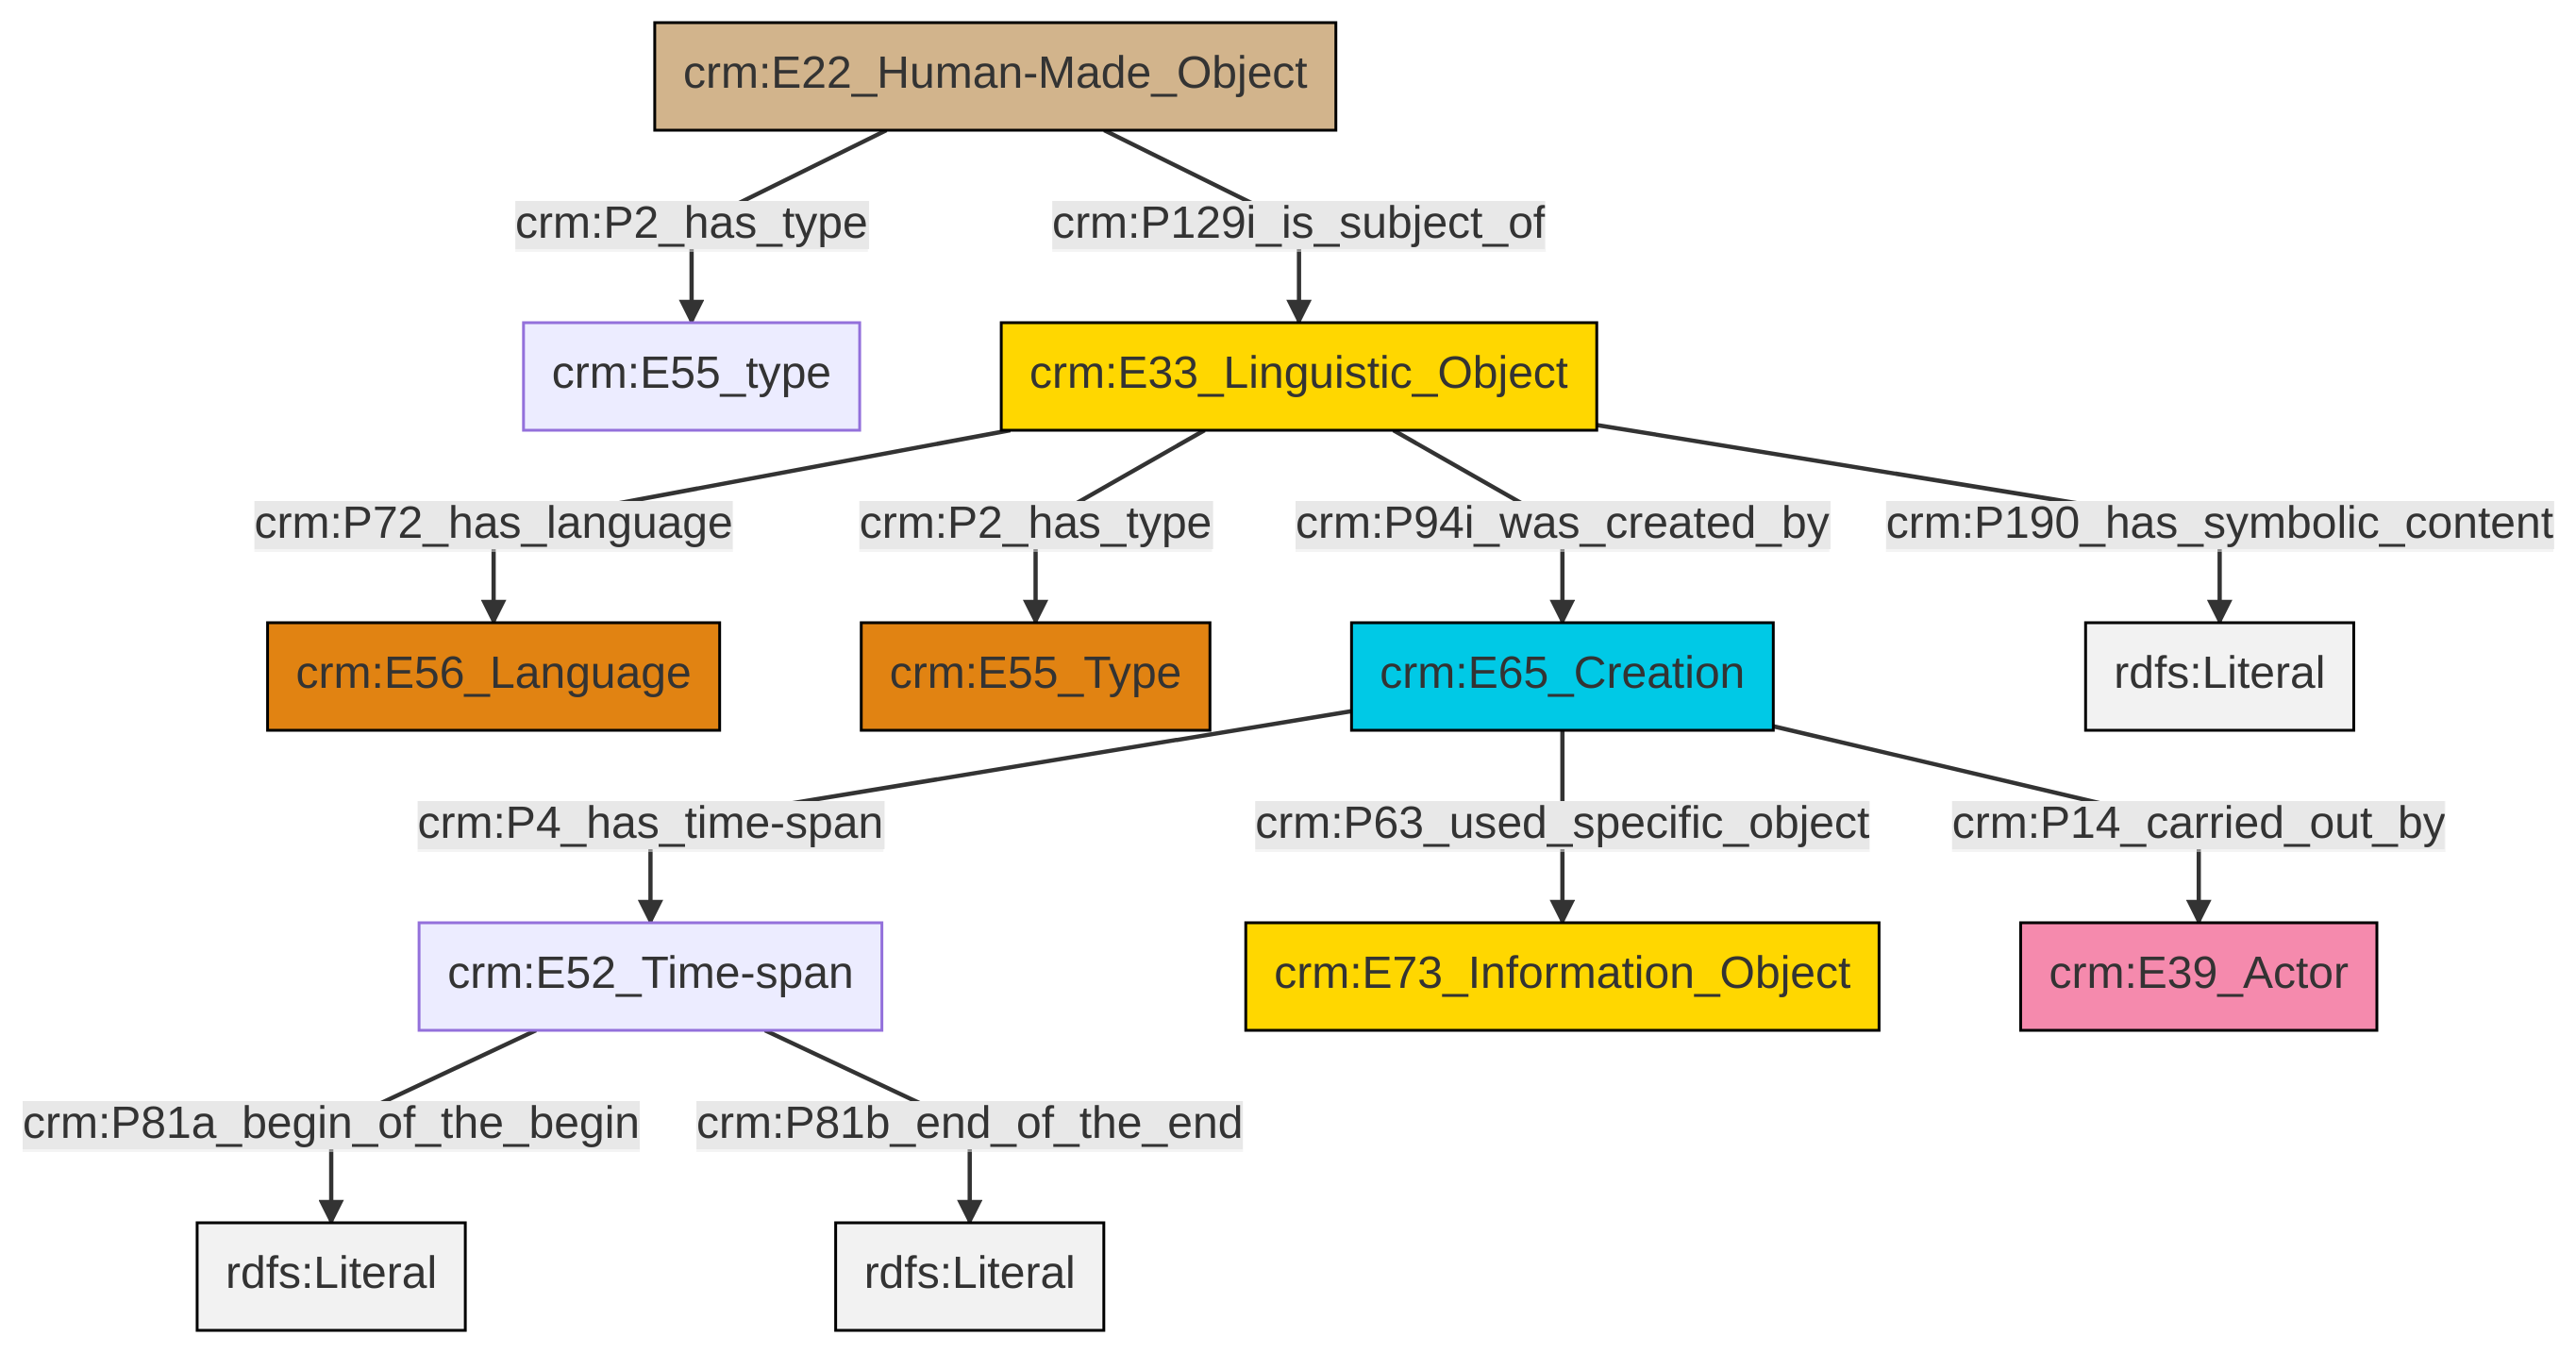 crm:E22_Human-Made_Object
crm:P2_has_type
crm:P129i_is_subject_of
crm:E55_type
crm:E33_Linguistic_Object
crm:P72_has_language
crm:P2_has_type
crm:P94i_was_created_by
crm:P190_has_symbolic_content
crm:E56_Language
crm:E55_Type
crm:E65_Creation
rdfs:Literal
crm:P4_has_time-span
crm:P63_used_specific_object
crm:P14_carried_out_by
crm:E52_Time-span
crm:E73_Information_Object
crm:E39_Actor
crm:P81a_begin_of_the_begin
crm:P81b_end_of_the_end
rdfs:Literal
rdfs:Literal